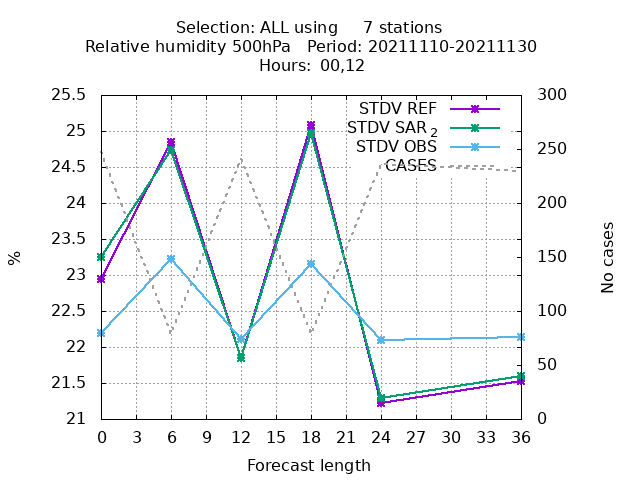 Selection: ALL using     7 stations
Relative humidity 500hPa   Period: 20211110-20211130
Hours:  00,12
25.5
25
24.5
24
23.5
23
22.5
22
21.5
21
%
300
250
200
150
100
50
0
No cases
STDV REF
STDV SAR 2
STDV OBS
CASES
0 3 6 9 12 15 18 21 24 27 30 33 36
Forecast length